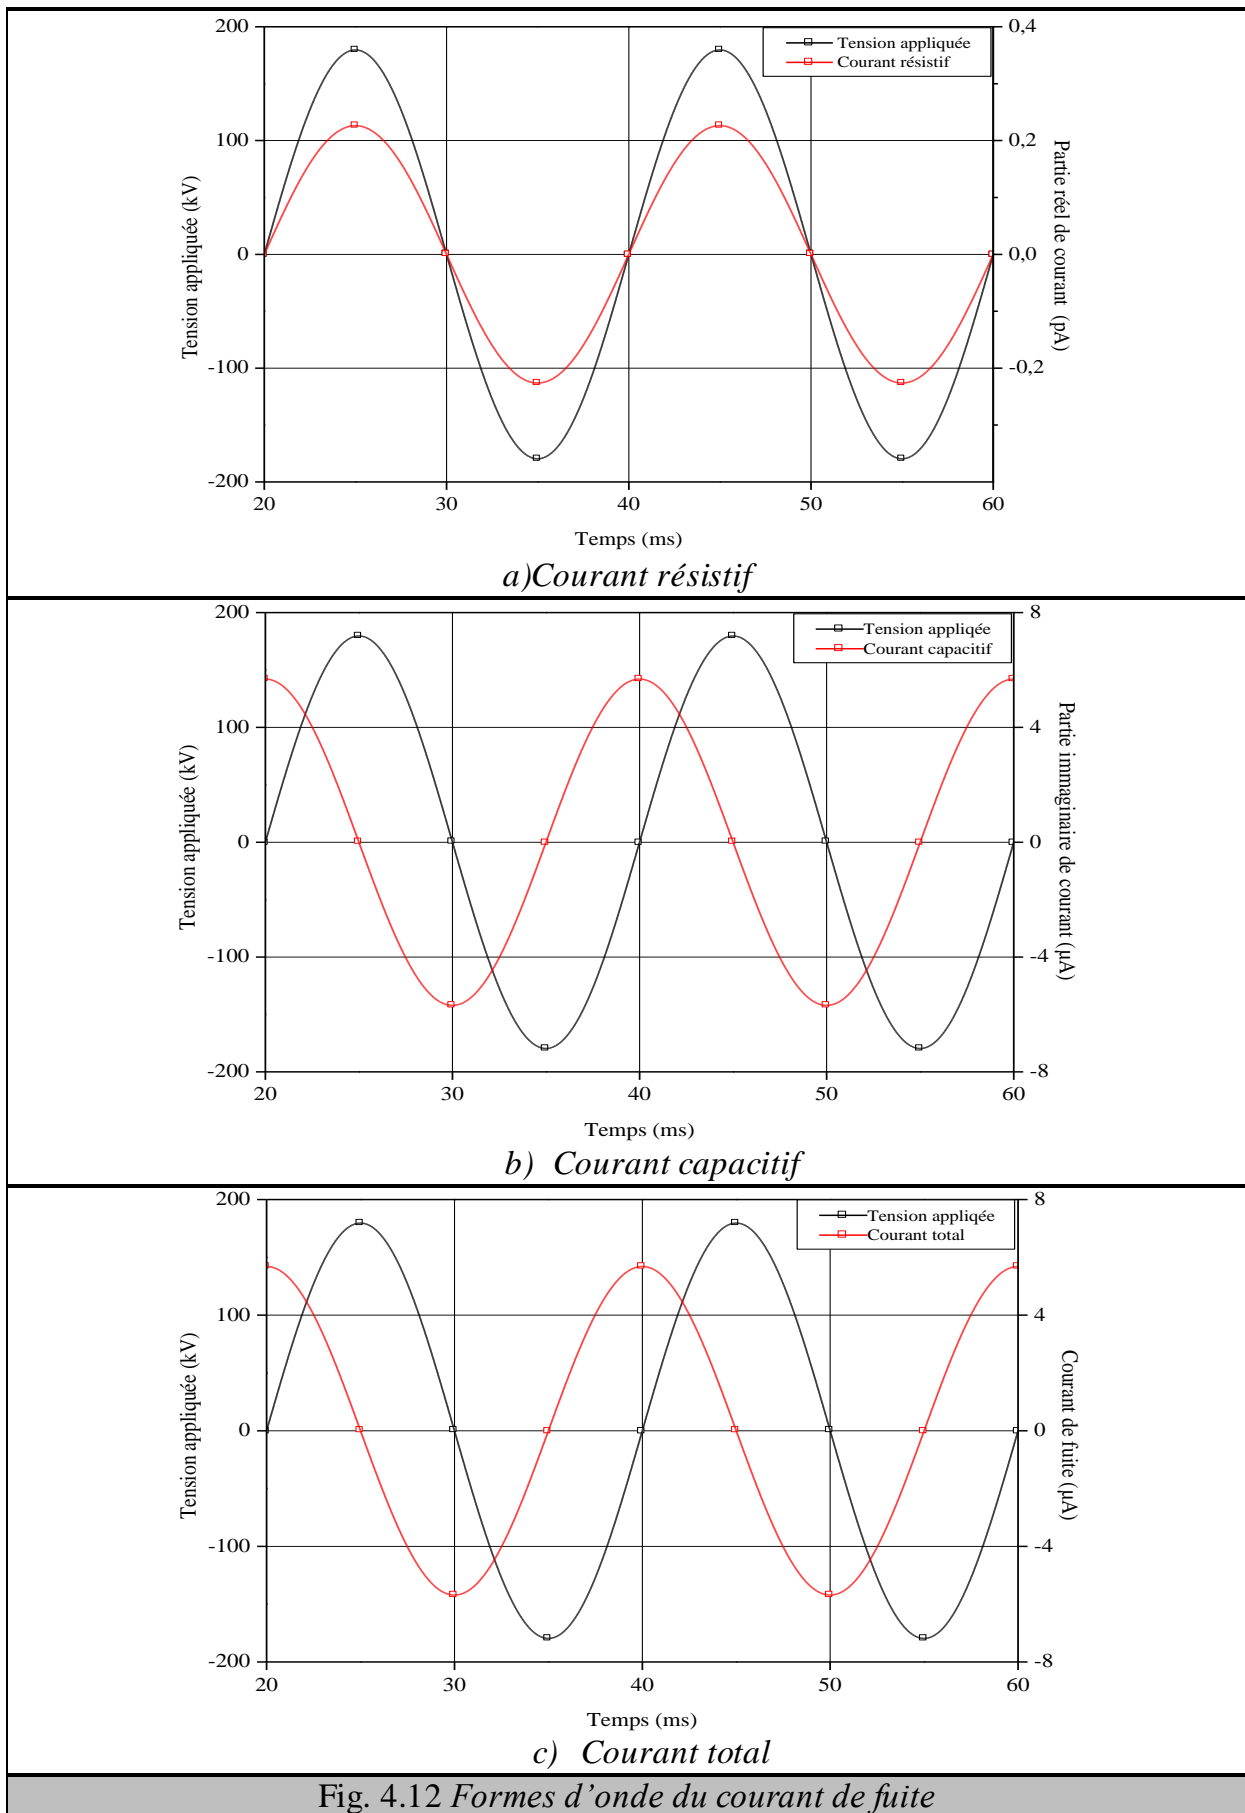 200
100
0
-100
-200
Tension appliquée (kV)
Tension appliquée
Courant résistif
0,4
0,2
0,0
-0,2
Partie réel de courant (pA)
20
30
40
50
60
Temps (ms)
a)Courant résistif
200
100
0
-100
-200
Tension appliquée (kV)
Tension appliqée
Courant capacitif
8
4
0
-4
-8
Partie immaginaire de courant (µA)
20
30
40
50
60
Temps (ms)
b) Courant capacitif
200
100
0
-100
-200
Tension appliquée (kV)
Tension appliqée
Courant total
8
4
0
-4
-8
Courant de fuite (µA)
20
30
40
50
60
Temps (ms)
c) Courant total
Fig. 4.12 Formes d’onde du courant de fuite